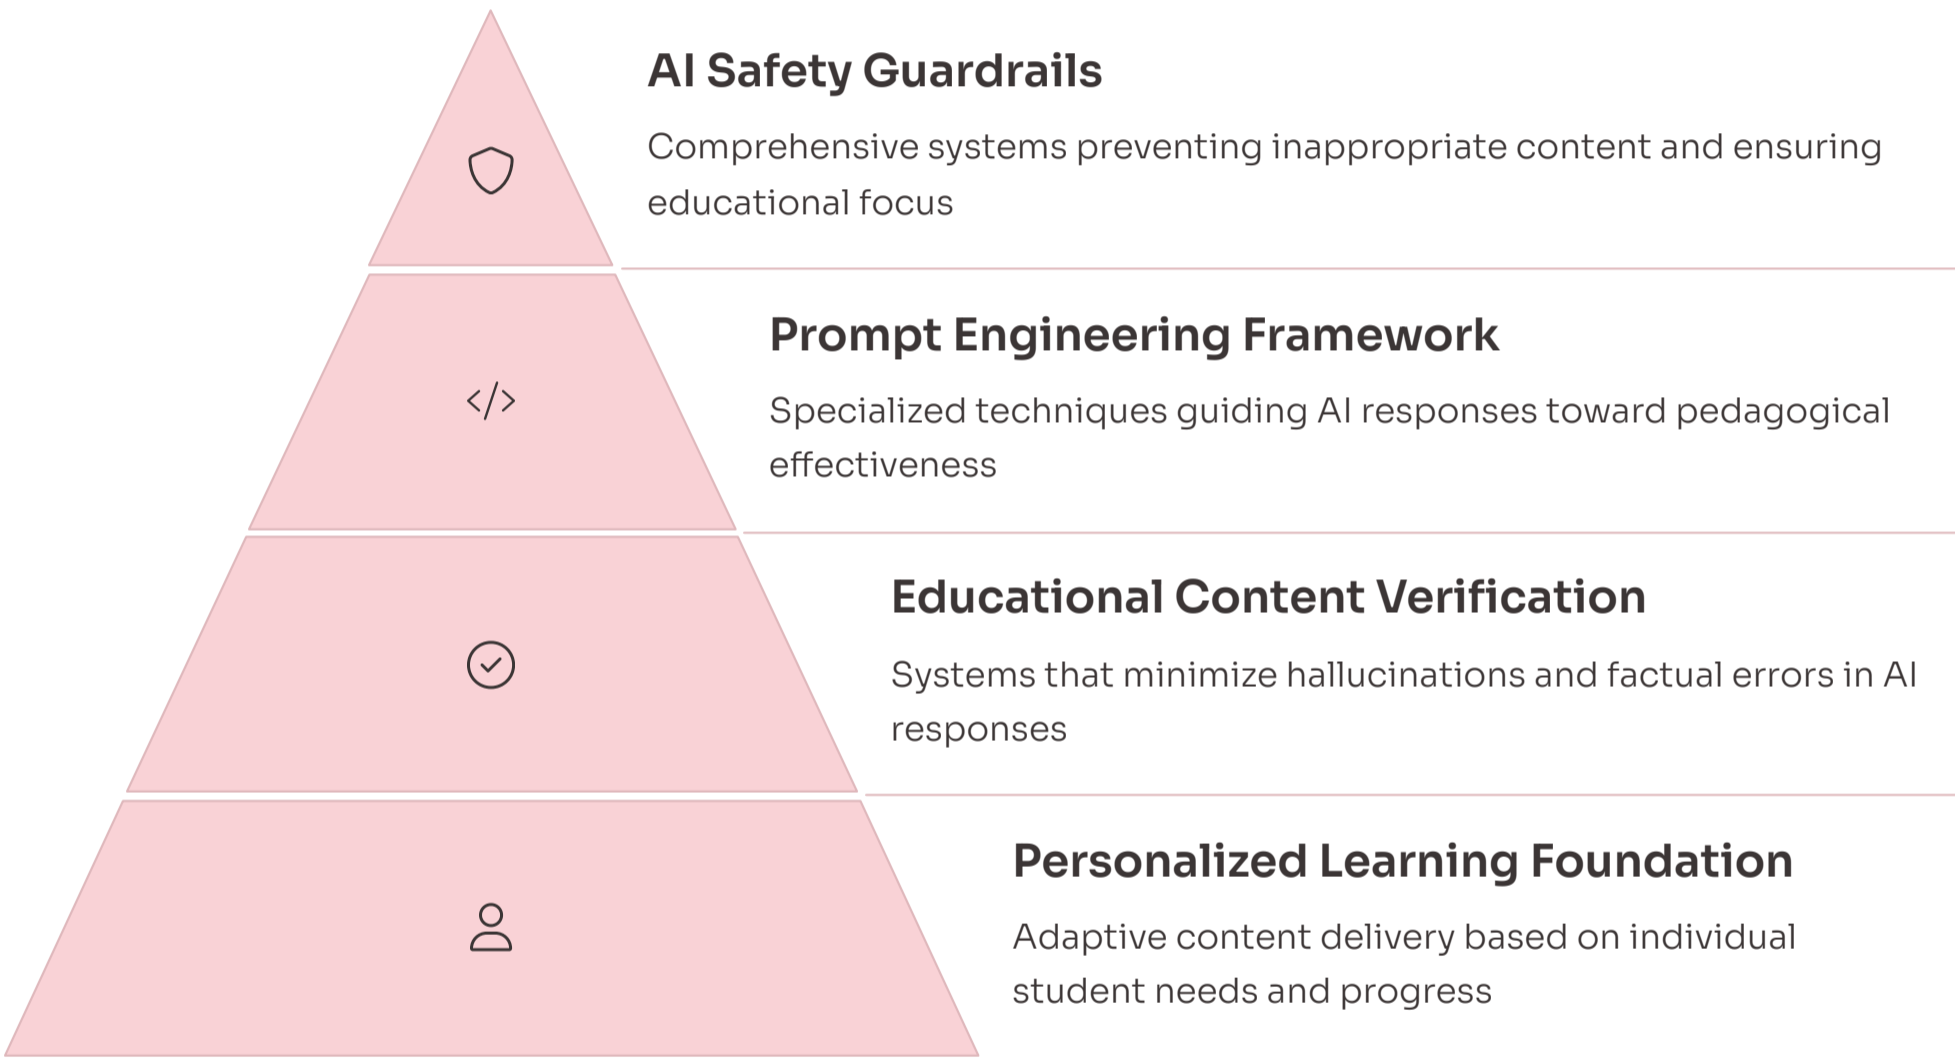 AI Safety Guardrails
Comprehensive systems preventing inappropriate content and ensuring
educational focus
Prompt Engineering Framework
Specialized techniques guiding AI responses toward pedagogical
effectiveness
Educational Content Verification
Systems that minimize hallucinations and factual errors in AI
responses
Personalized Learning Foundation
Adaptive content delivery based on individual
student needs and progress